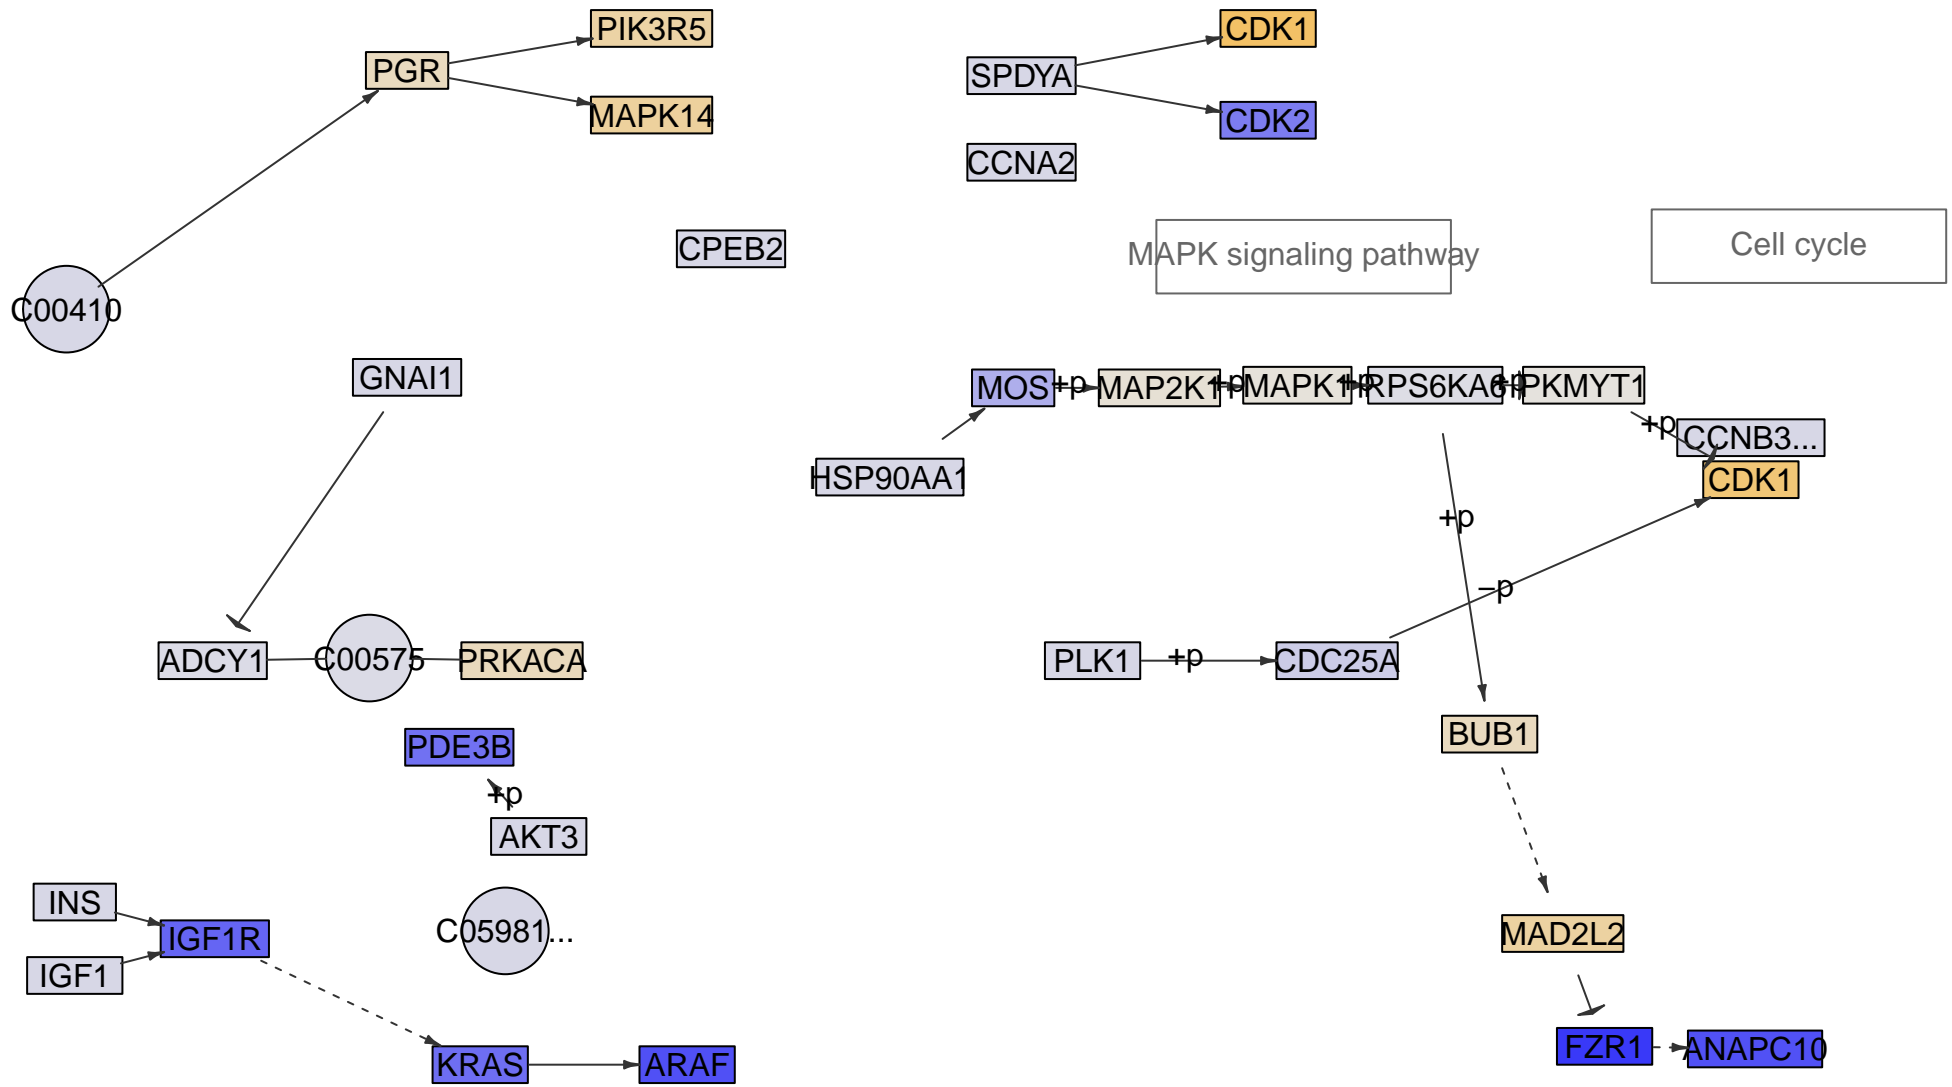 PIK3R5
CDK1
PGR
SPDYA
MAPK14
CDK2
CCNA2
CPEB2
MAPK signaling pathway
Cell cycle
C00410
GNAI1
MOS
+p
MAP2K1
+p
MAPK1
+p
RPS6KA6
+p
PKMYT1
+p
CCNB3...
HSP90AA1
CDK1
+p
–p
ADCY1
C00575
PRKACA
PLK1
+p
CDC25A
PDE3B
BUB1
+p
AKT3
INS
IGF1R
C05981...
MAD2L2
IGF1
KRAS
ARAF
FZR1
ANAPC10